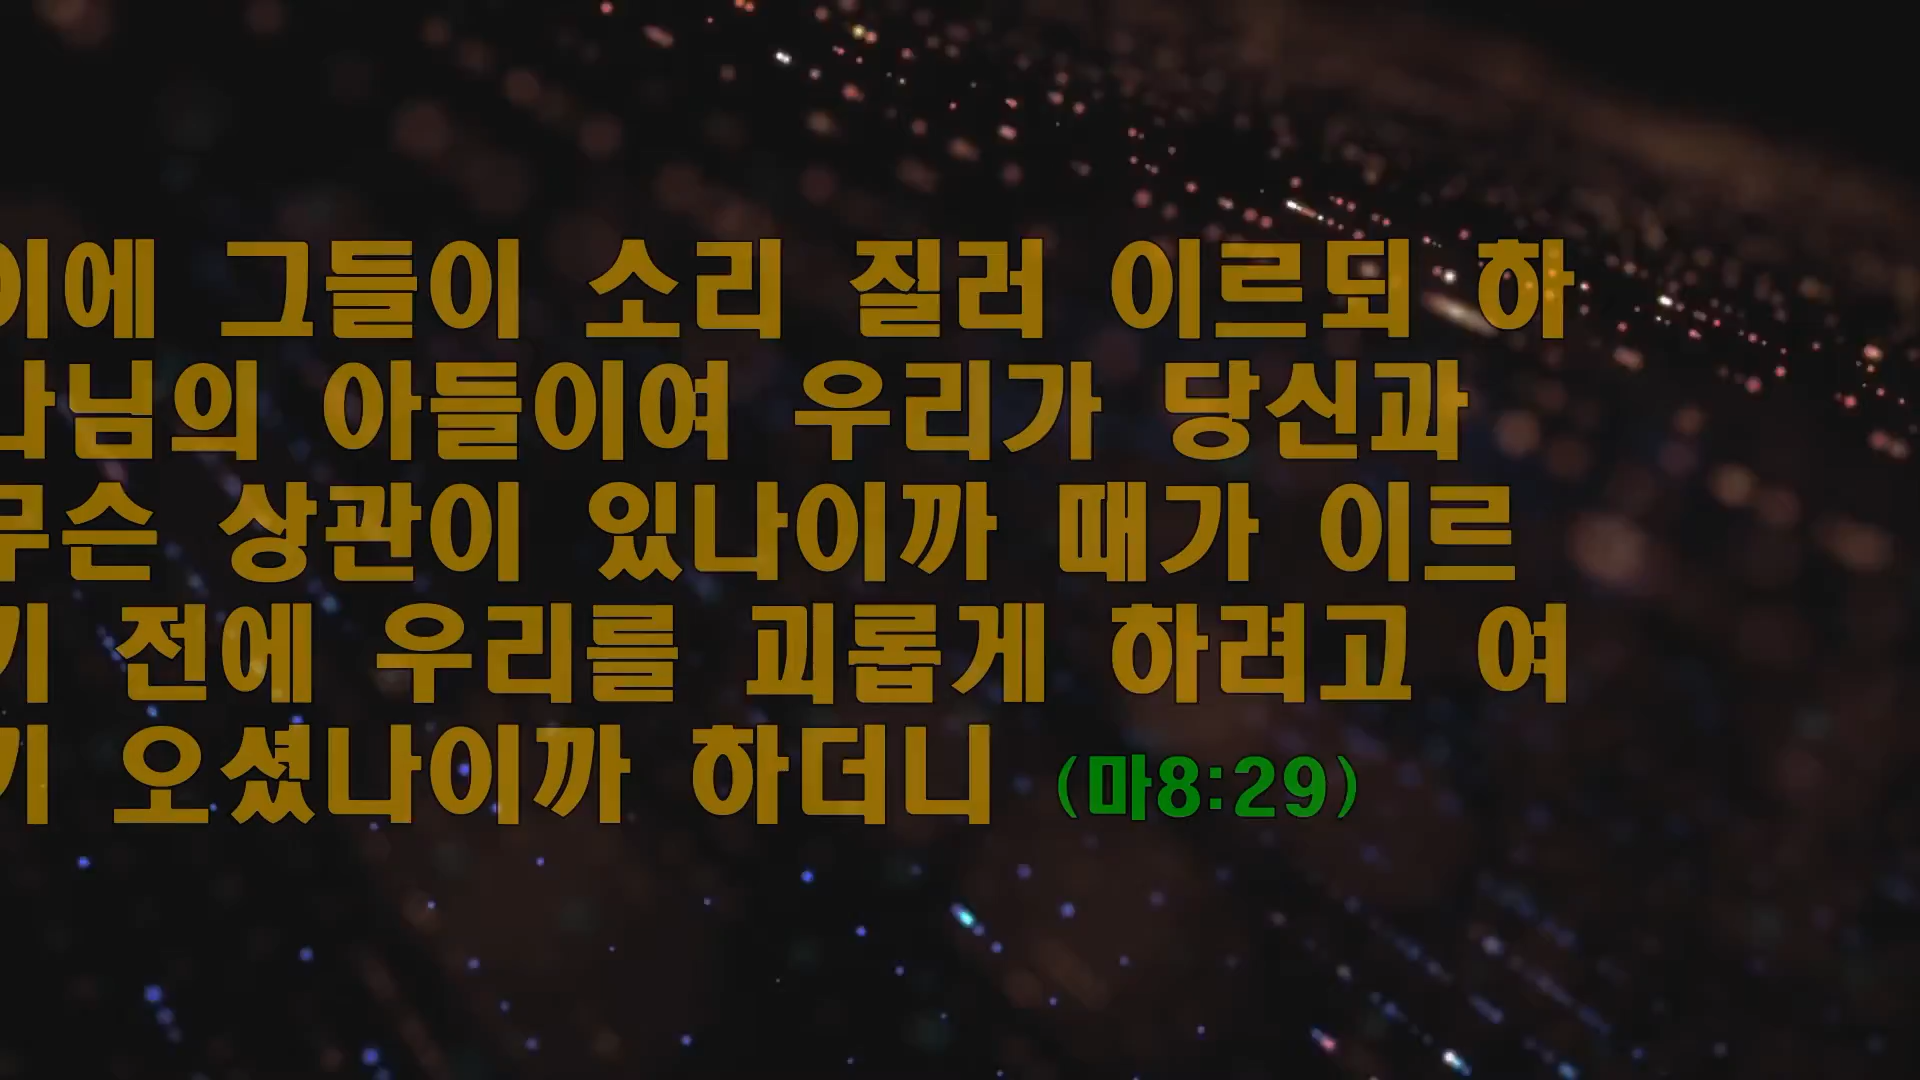 이에 그들이 소리 질러 이르되 하
나님의 아들이여 우리가 당신과
무슨 상관이 있나이까 때가 이르
기 전에 우리를 괴롭게 하려고 여
기 오셨나이까 하더니 (마8:29)